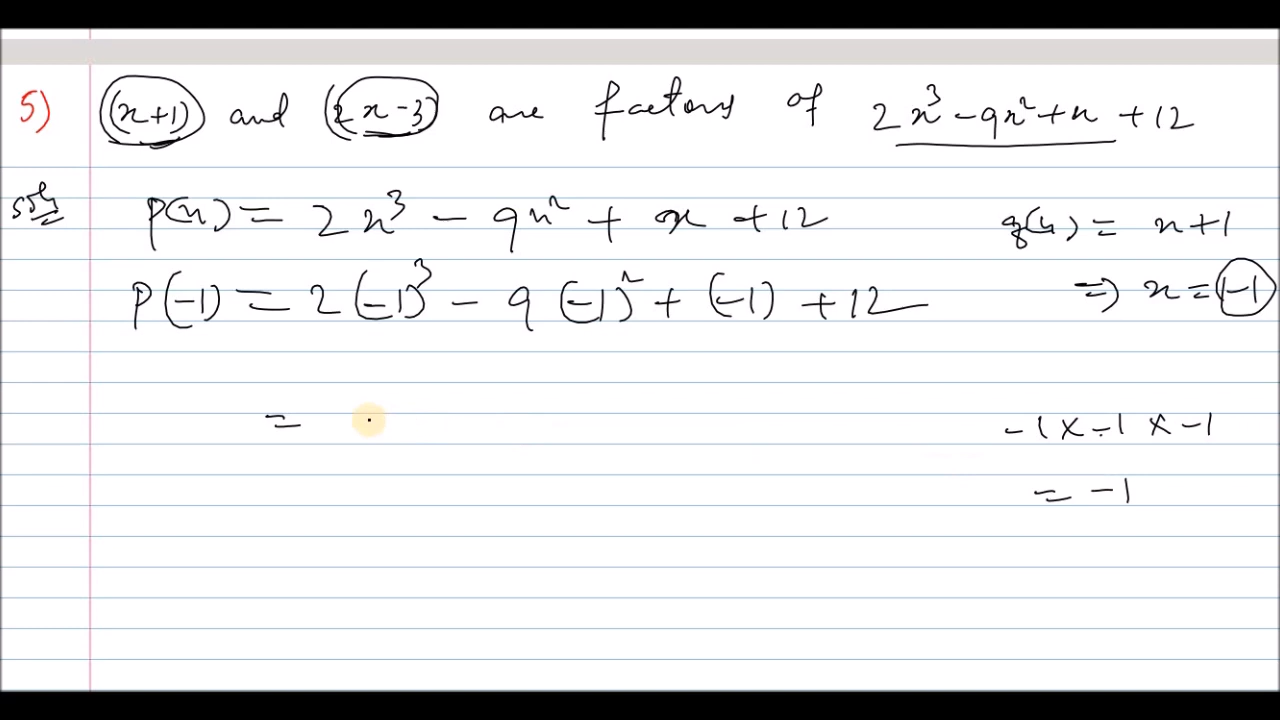 5) (x+1) and (2x-3) are factors of 2x³-9x²+x+12
Soln P(x) = 2x³ - 9x² + x + 12 g(x) = x+1
P(-1) = 2(-1)³ - 9(-1)² + (-1) + 12 ⇒ x = -1
= -1 x -1 x -1
= -1